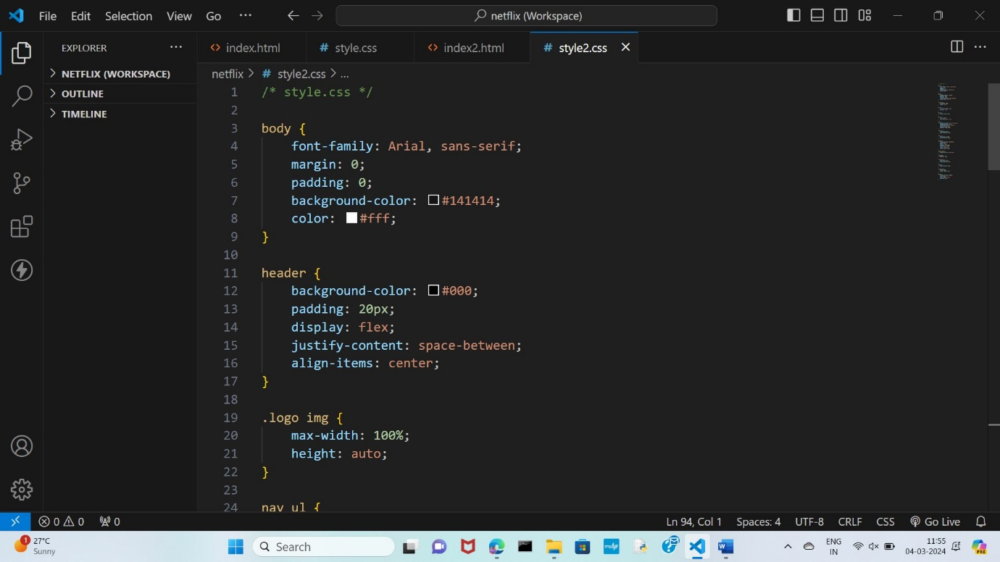 File Edit Selection View Go ··· netflix (Workspace)
EXPLORER ···
NETFLIX (WORKSPACE)
OUTLINE
TIMELINE
<> index.html # style.css <> index2.html # style2.css
netflix > # style2.css > ...
1 /* style.css */
2
3 body {
4 font-family: Arial, sans-serif;
5 margin: 0;
6 padding: 0;
7 background-color: #141414;
8 color: #fff;
9 }
10
11 header {
12 background-color: #000;
13 padding: 20px;
14 display: flex;
15 justify-content: space-between;
16 align-items: center;
17 }
18
19 .logo img {
20 max-width: 100%;
21 height: auto;
22 }
23
24 nav ul {
0 0 0 Ln 94, Col 1 Spaces: 4 UTF-8 CRLF CSS Go Live
1 27°C
Sunny
Search
myhp
ENG
IN
11:55
04-03-2024
PRE